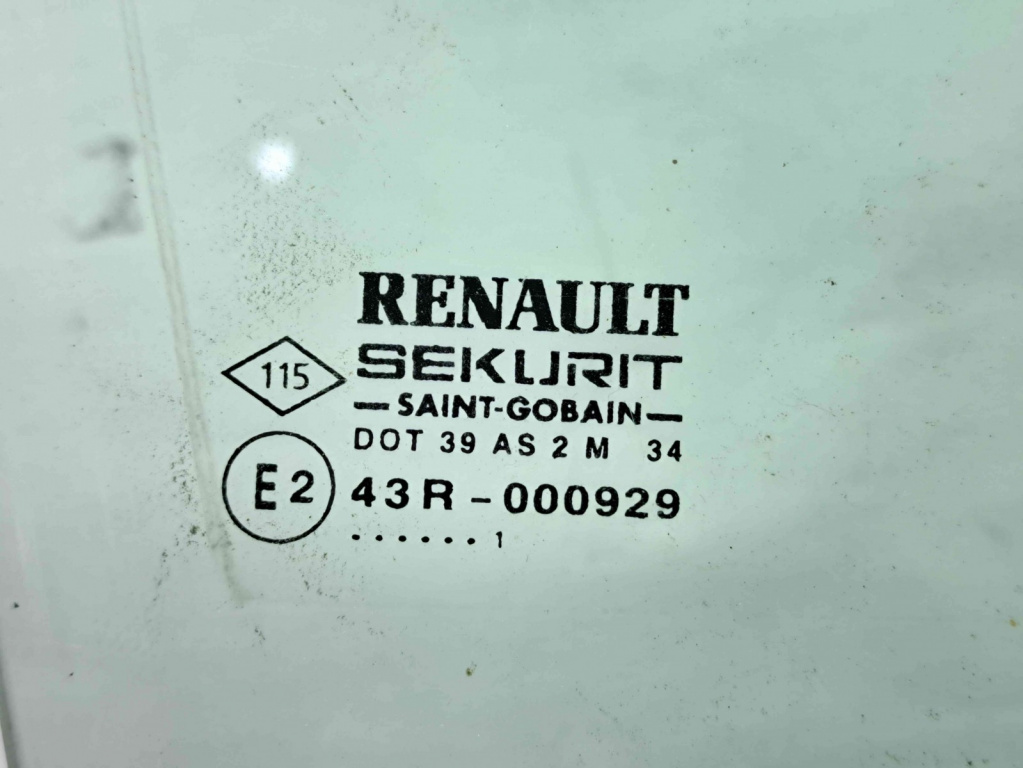 RENAULT
115
SEKURIT
SAINT-GOBAIN
DOT 39 AS 2 M 34
E2
43R - 000929
. . . . . . 1